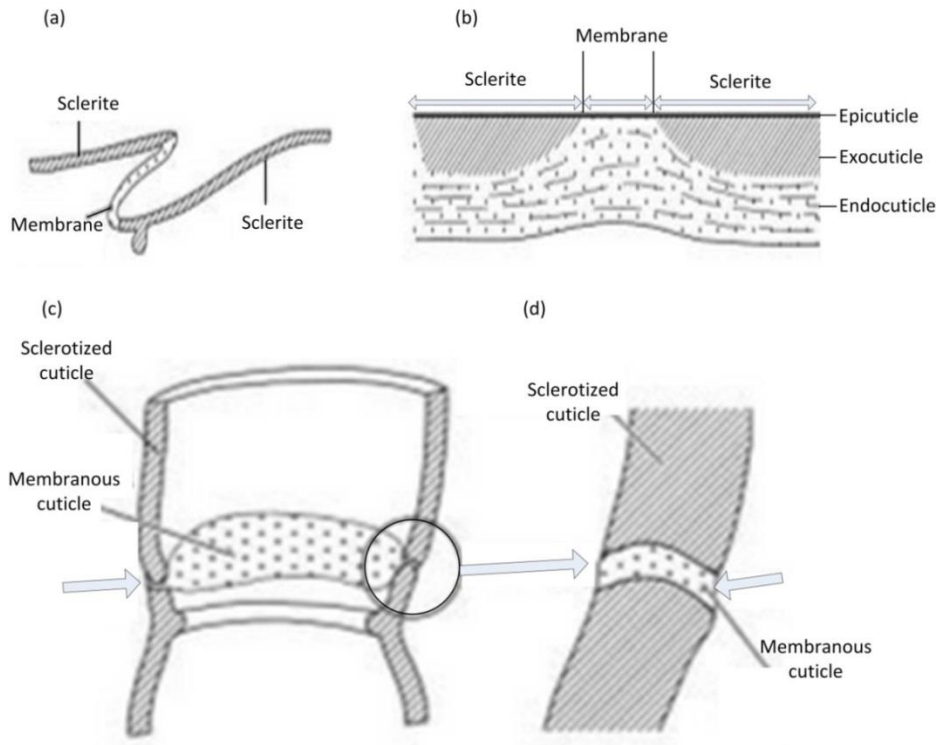 (a)
Sclerite
Membrane
Sclerite
(b)
Membrane
Sclerite
Sclerite
Epicuticle
Exocuticle
Endocuticle
(c)
Sclerotized
cuticle
Membranous
cuticle
(d)
Sclerotized
cuticle
Membranous
cuticle